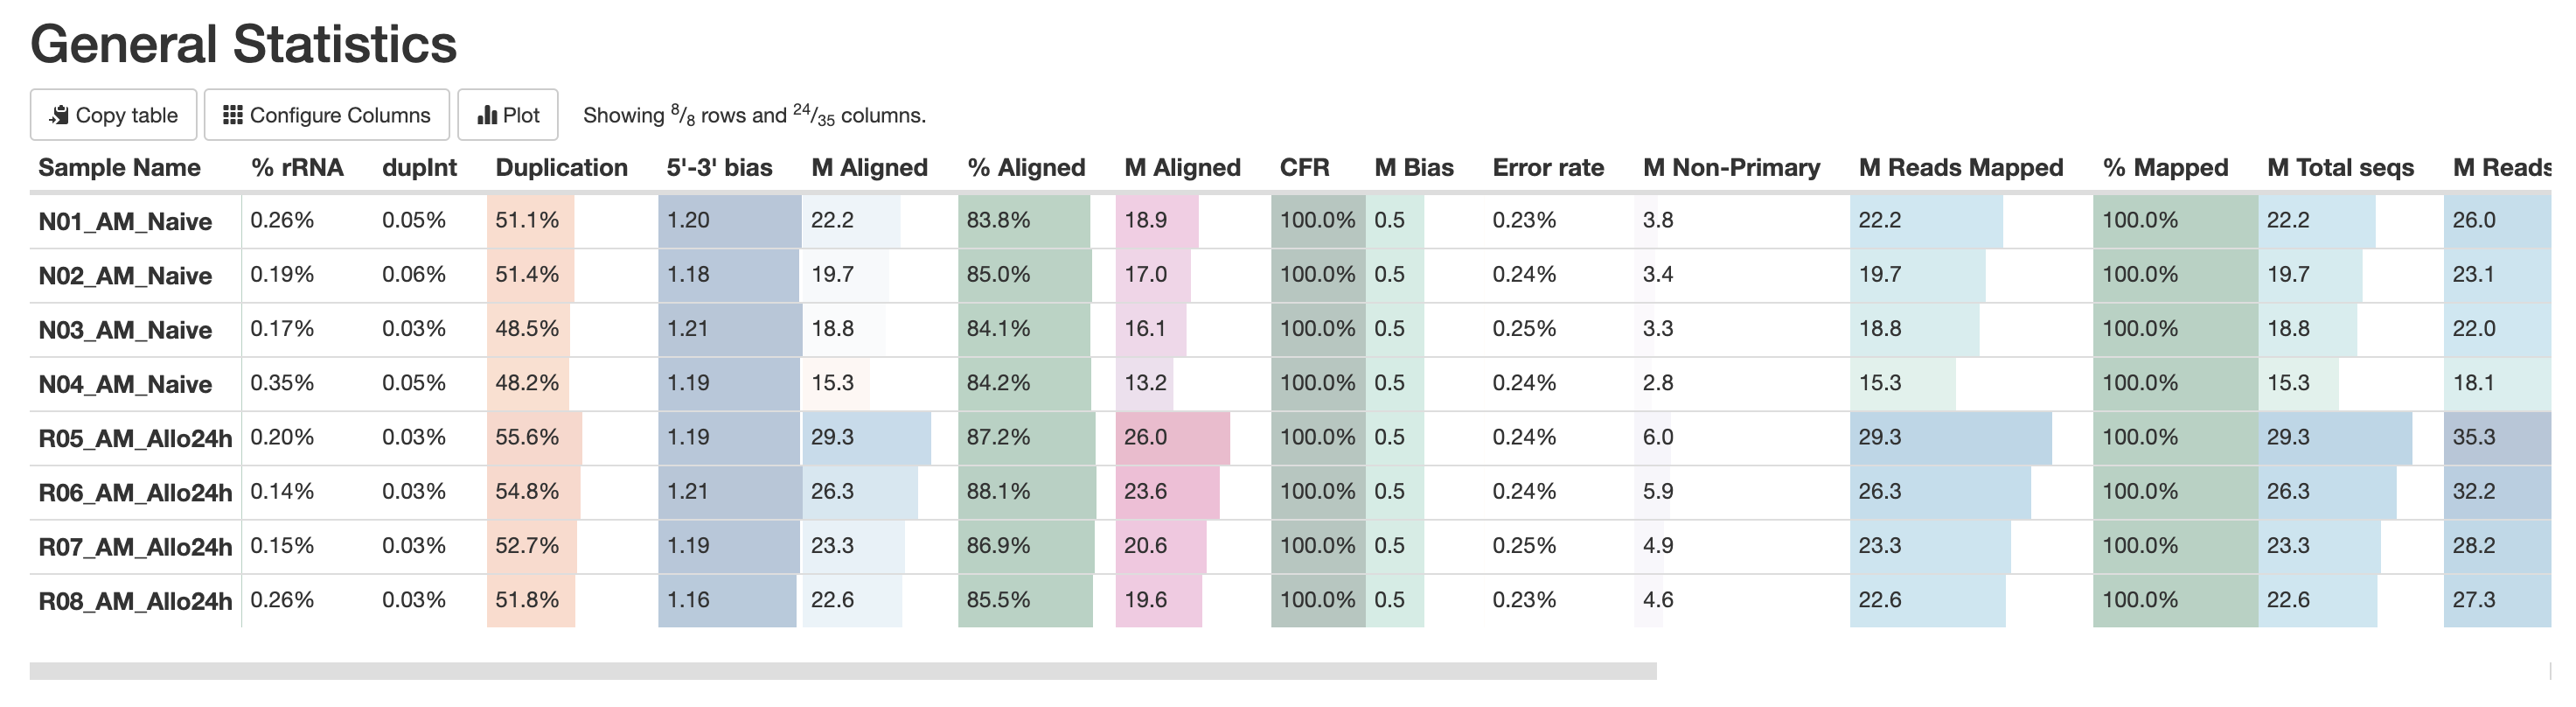 General Statistics
Copy table Configure Columns Plot Showing 8/8 rows and 24/35 columns.
Sample Name % rRNA dupInt Duplication 5'-3' bias M Aligned % Aligned M Aligned CFR M Bias Error rate M Non-Primary M Reads Mapped % Mapped M Total seqs M Reads
N01_AM_Naive 0.26% 0.05% 51.1% 1.20 22.2 83.8% 18.9 100.0% 0.5 0.23% 3.8 22.2 100.0% 22.2 26.0
N02_AM_Naive 0.19% 0.06% 51.4% 1.18 19.7 85.0% 17.0 100.0% 0.5 0.24% 3.4 19.7 100.0% 19.7 23.1
N03_AM_Naive 0.17% 0.03% 48.5% 1.21 18.8 84.1% 16.1 100.0% 0.5 0.25% 3.3 18.8 100.0% 18.8 22.0
N04_AM_Naive 0.35% 0.05% 48.2% 1.19 15.3 84.2% 13.2 100.0% 0.5 0.24% 2.8 15.3 100.0% 15.3 18.1
R05_AM_Allo24h 0.20% 0.03% 55.6% 1.19 29.3 87.2% 26.0 100.0% 0.5 0.24% 6.0 29.3 100.0% 29.3 35.3
R06_AM_Allo24h 0.14% 0.03% 54.8% 1.21 26.3 88.1% 23.6 100.0% 0.5 0.24% 5.9 26.3 100.0% 26.3 32.2
R07_AM_Allo24h 0.15% 0.03% 52.7% 1.19 23.3 86.9% 20.6 100.0% 0.5 0.25% 4.9 23.3 100.0% 23.3 28.2
R08_AM_Allo24h 0.26% 0.03% 51.8% 1.16 22.6 85.5% 19.6 100.0% 0.5 0.23% 4.6 22.6 100.0% 22.6 27.3